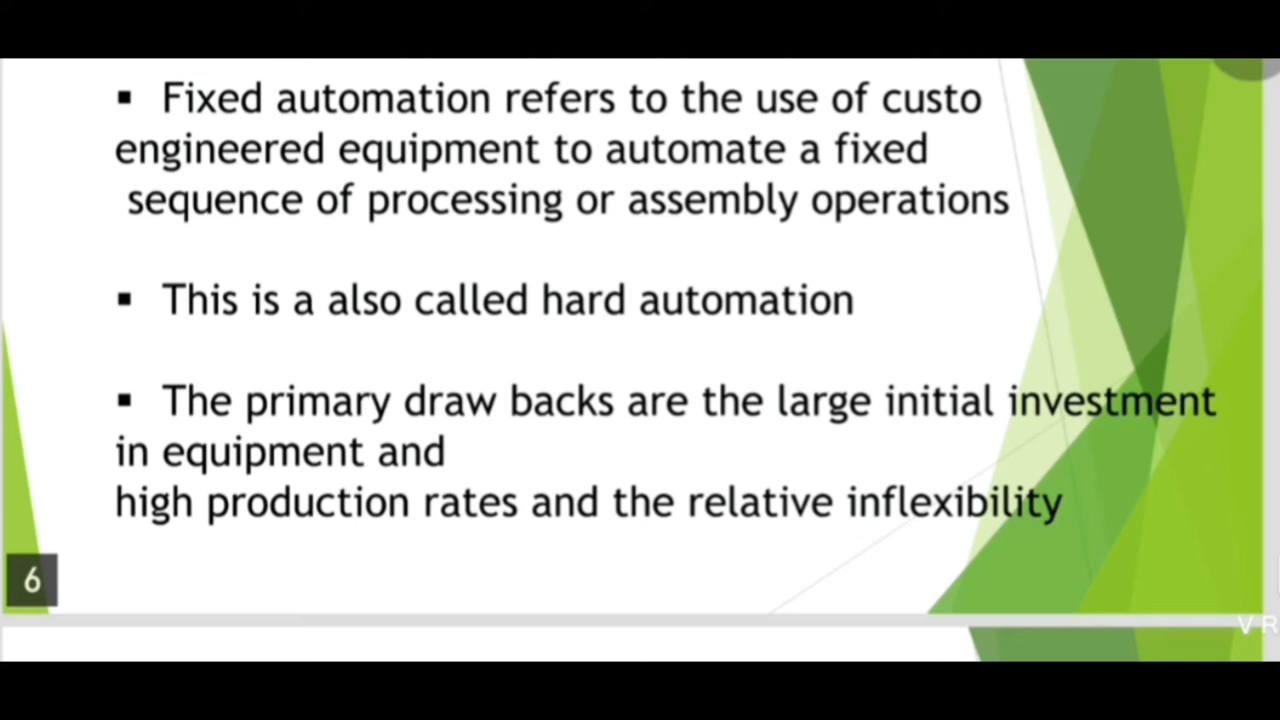 ▪ Fixed automation refers to the use of custo
engineered equipment to automate a fixed
sequence of processing or assembly operations
▪ This is a also called hard automation
▪ The primary draw backs are the large initial investment
in equipment and
high production rates and the relative inflexibility
6
V R